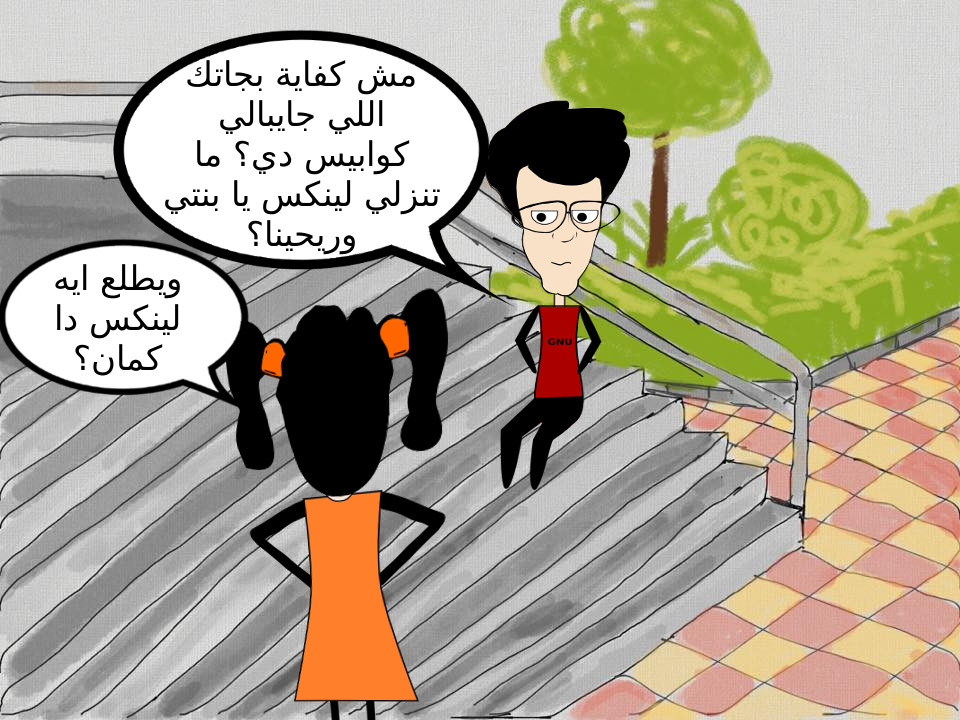 مش كفاية بجاتك
اللي جايبالي
كوابيس دي؟ ما
تنزلي لينكس يا بنتي
وريحينا؟
ويطلع ايه
لينكس دا
كمان؟
GNU